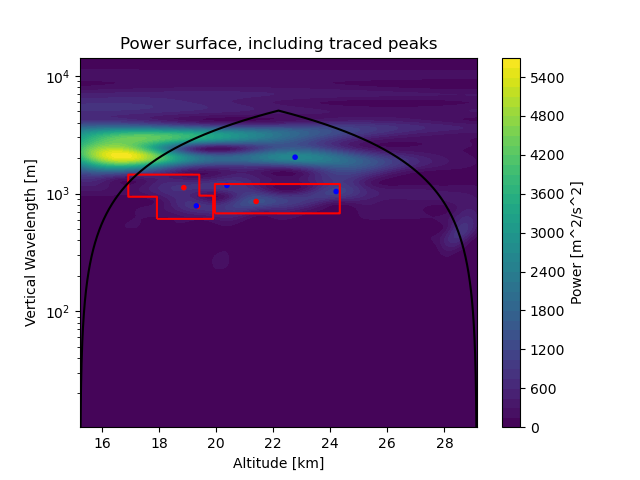 Power surface, including traced peaks
Vertical Wavelength [m]
10^4
10^3
10^2
16 18 20 22 24 26 28
Altitude [km]
5400
4800
4200
3600
3000
2400
1800
1200
600
0
Power [m^2/s^2]